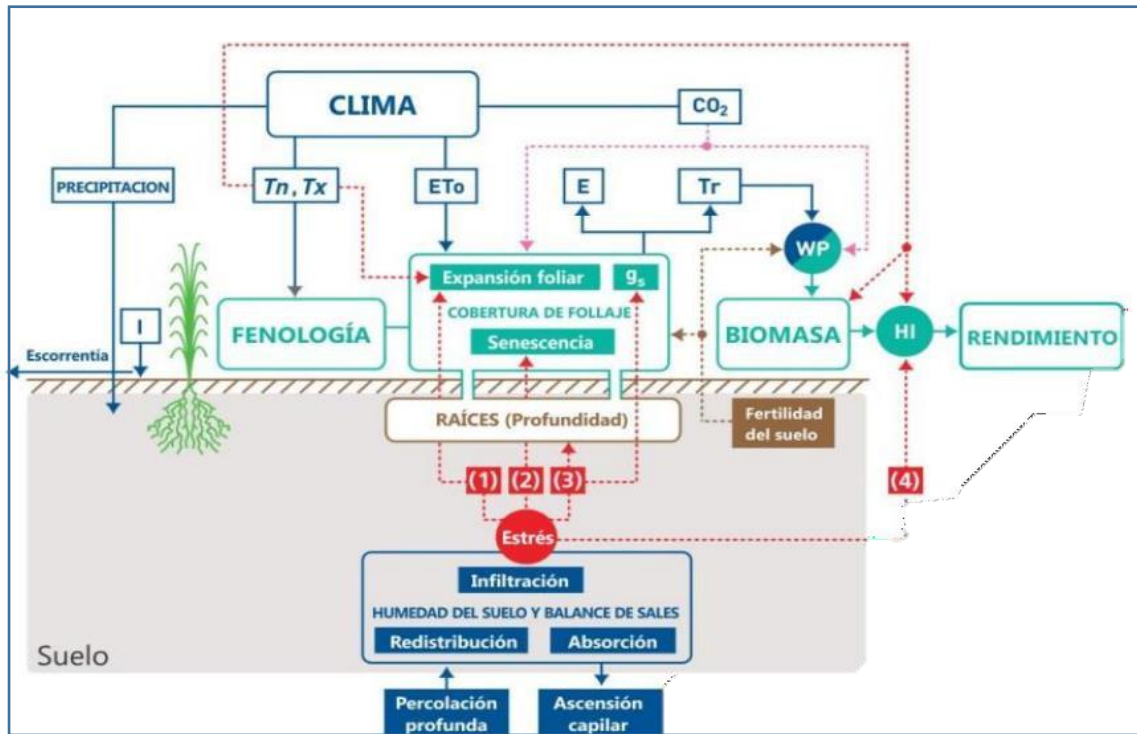 CLIMA
CO₂
PRECIPITACION
Tn, Tx
ETo
E
Tr
WP
Expansión foliar
gₛ
I
FENOLOGÍA
COBERTURA DE FOLLAJE
Senescencia
BIOMASA
HI
RENDIMIENTO
Escorrentía
RAÍCES (Profundidad)
Fertilidad
del suelo
(1)
(2)
(3)
(4)
Estrés
Infiltración
HUMEDAD DEL SUELO Y BALANCE DE SALES
Redistribución
Absorción
Suelo
Percolación
profunda
Ascensión
capilar